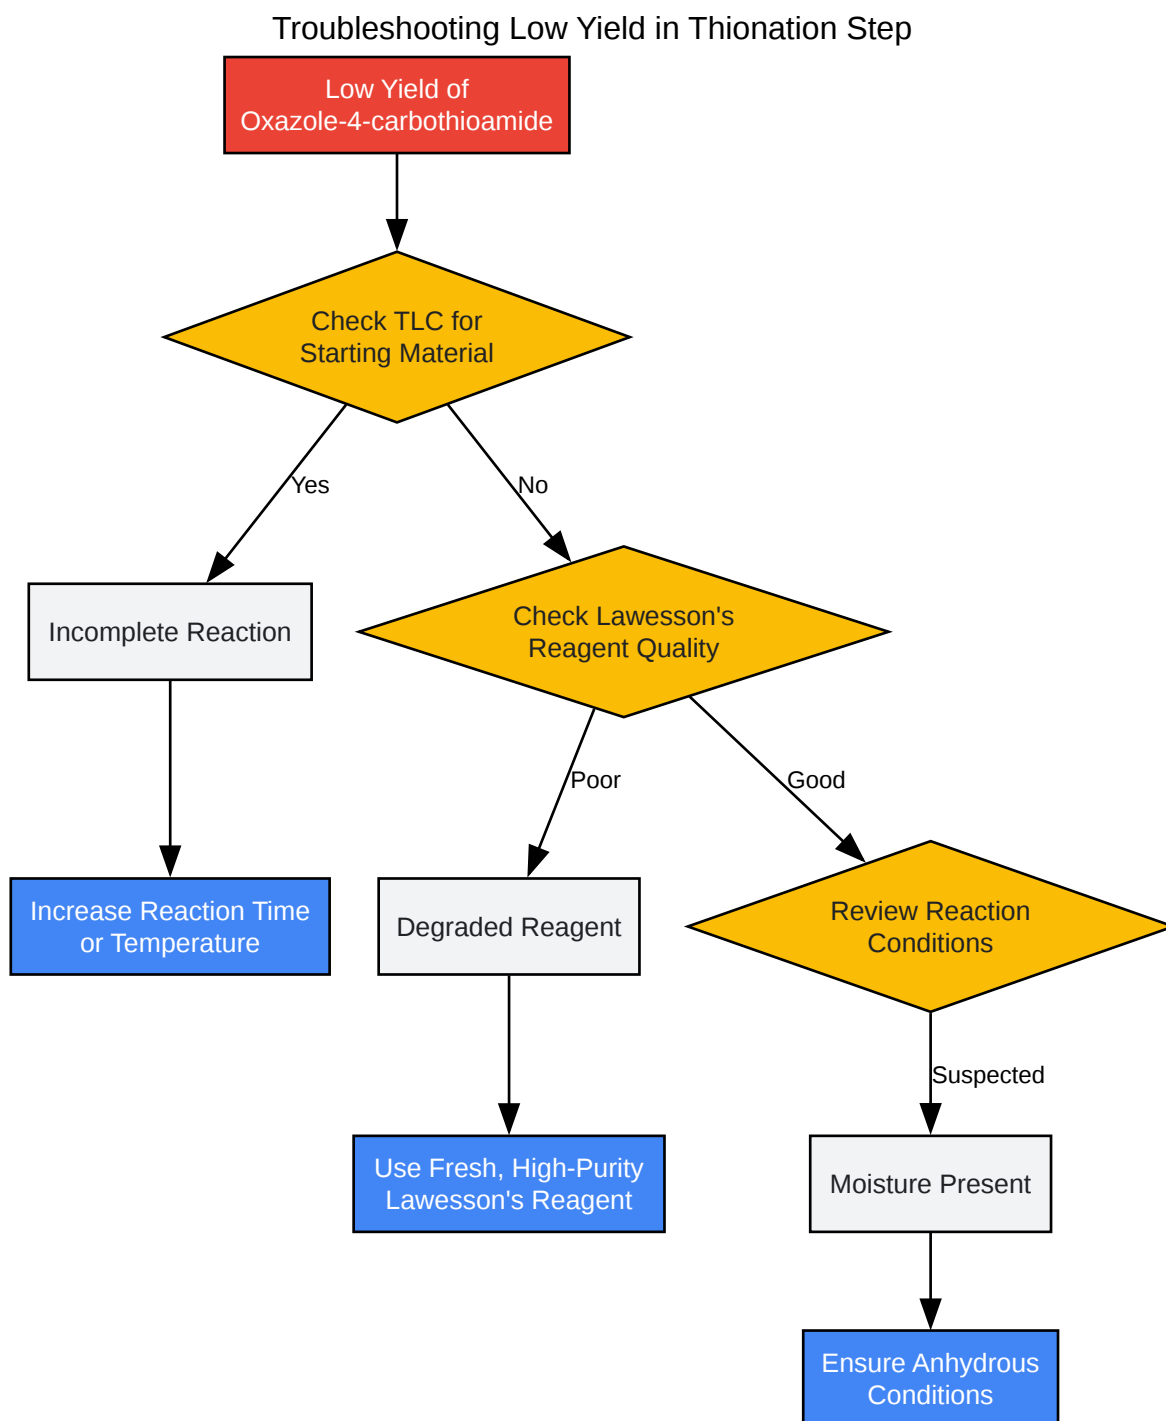 Troubleshooting Low Yield in Thionation Step
Low Yield of
Oxazole-4-carbothioamide
Check TLC for
Starting Material
Yes
No
Incomplete Reaction
Check Lawesson's
Reagent Quality
Poor
Good
Increase Reaction Time
or Temperature
Degraded Reagent
Review Reaction
Conditions
Suspected
Use Fresh, High-Purity
Lawesson's Reagent
Moisture Present
Ensure Anhydrous
Conditions